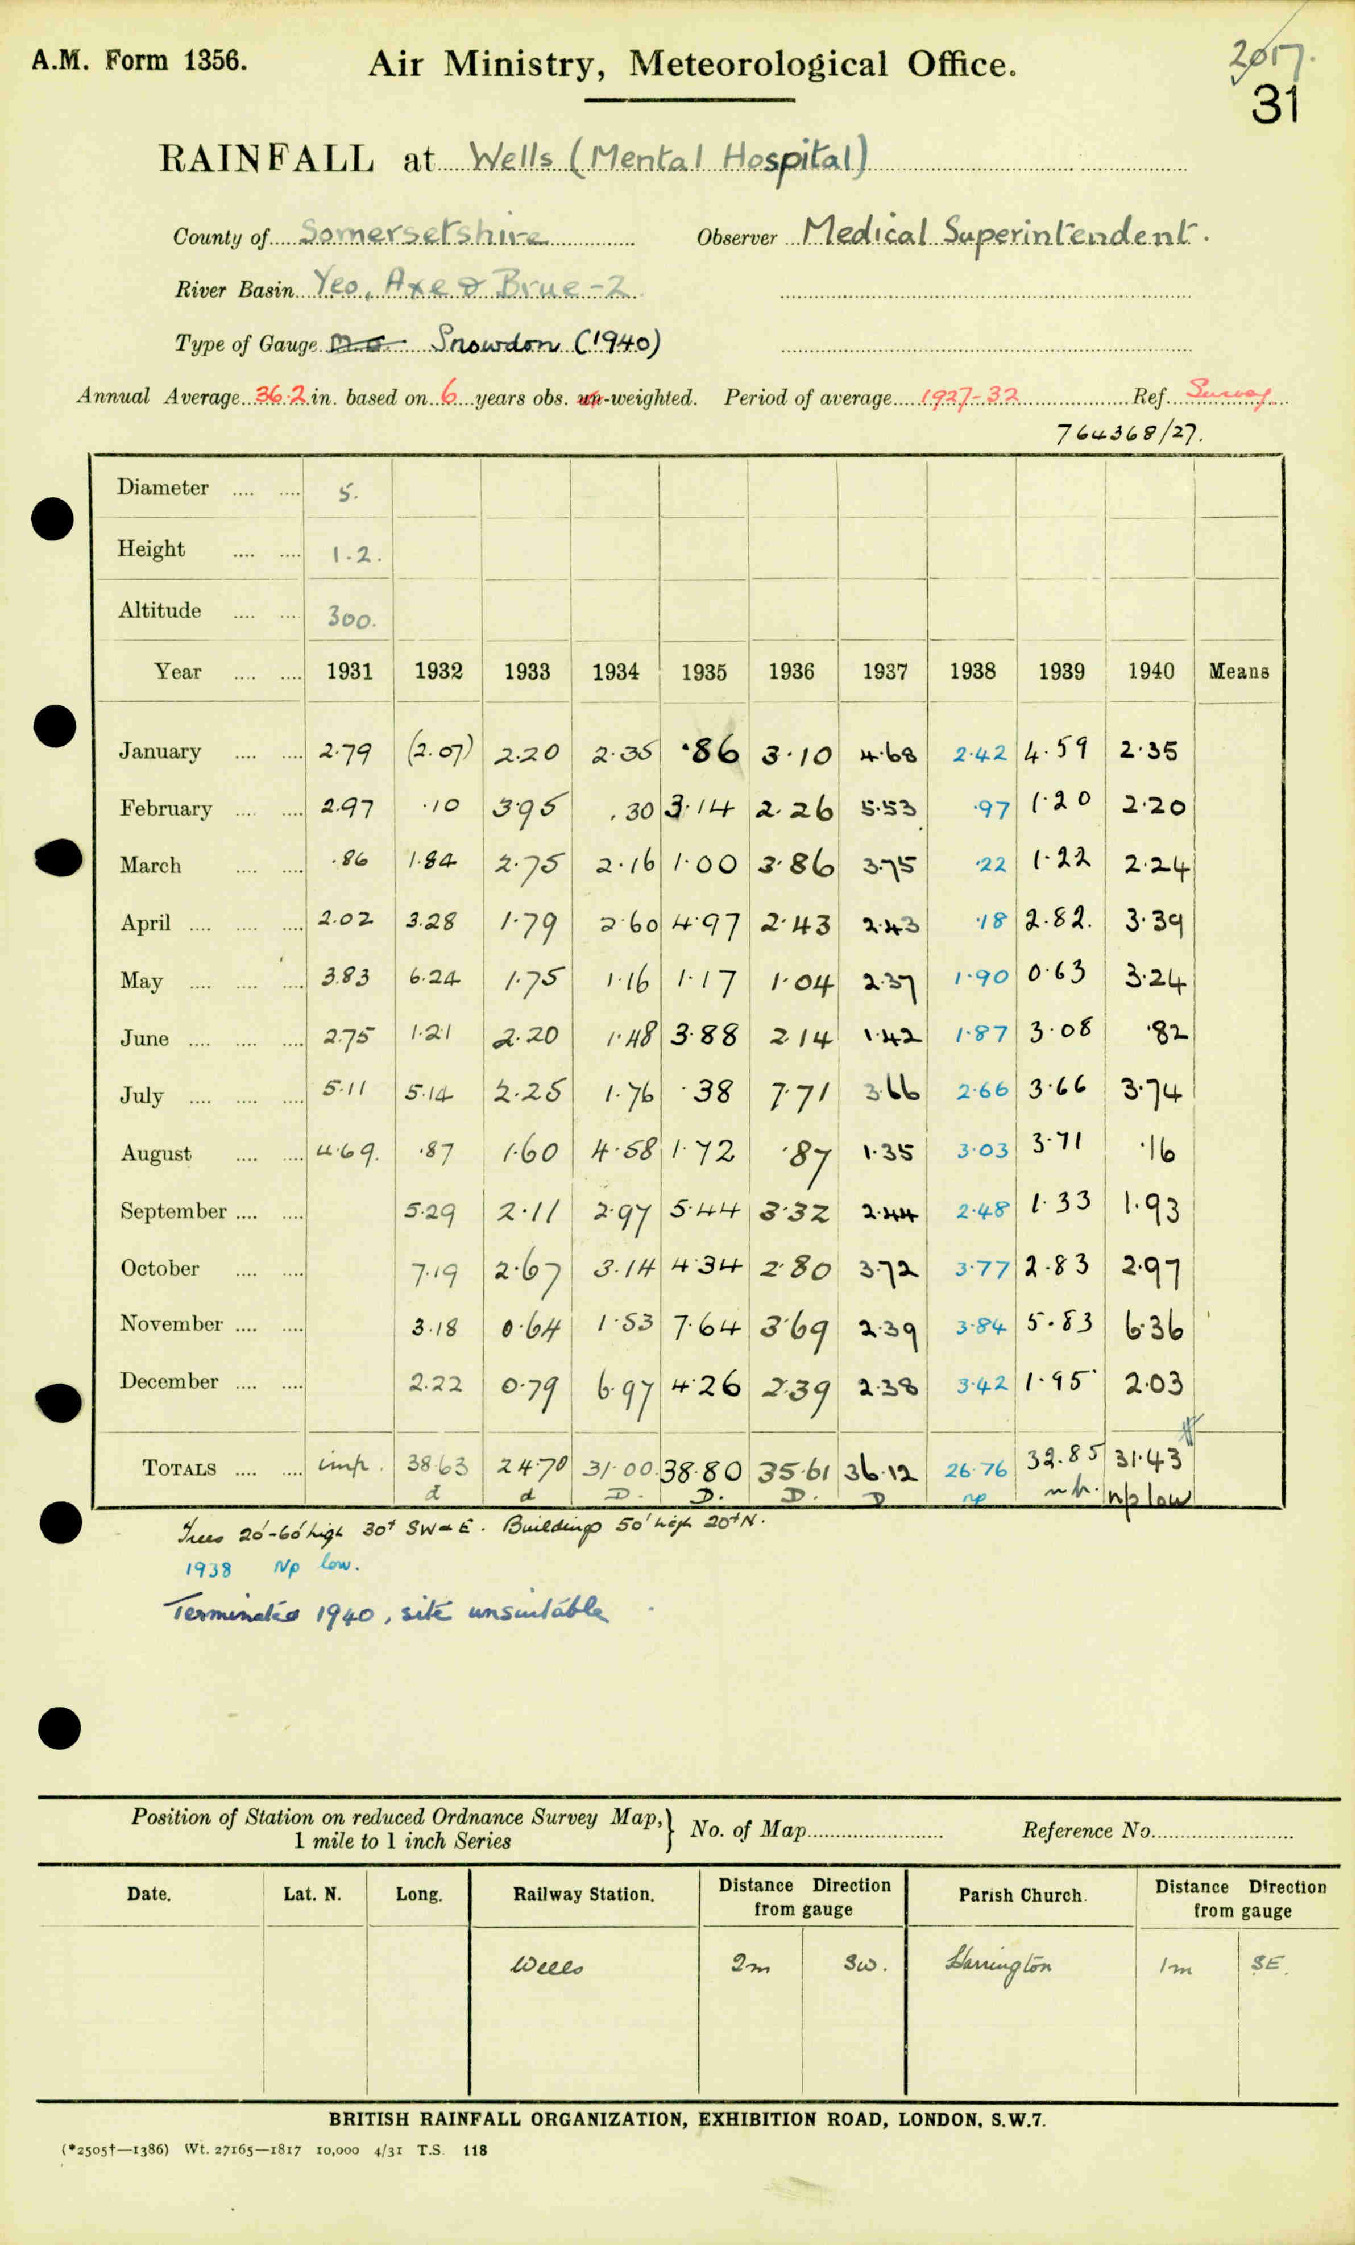 A.M. Form 1356. Air Ministry, Meteorological Office. 2017.
31
RAINFALL at Wells (Mental Hospital)
County of Somersetshire Observer Medical Superintendent.
River Basin Yeo, Axe & Brue-2
Type of Gauge M.O. Snowdon (1940)
Annual Average 36.2 in. based on 6 years obs. un-weighted. Period of average 1927-32 Ref. Survey
764368/27.
Diameter .... .... 5.
Height .... .... 1.2.
Altitude .... .... 300.
Year .... .... 1931 1932 1933 1934 1935 1936 1937 1938 1939 1940 Means
January .... .... 2.79 (2.07) 2.20 2.35 .86 3.10 4.68 2.42 4.59 2.35
February .... .... 2.97 .10 3.95 .30 3.14 2.26 5.53 .97 1.20 2.20
March .... .... .86 1.84 2.75 2.16 1.00 3.86 3.75 .22 1.22 2.24
April .... .... .... 2.02 3.28 1.79 2.60 4.97 2.43 2.43 .18 2.82. 3.39
May .... .... .... 3.83 6.24 1.75 1.16 1.17 1.04 2.37 1.90 0.63 3.24
June .... .... .... 2.75 1.21 2.20 1.48 3.88 2.14 1.42 1.87 3.08 .82
July .... .... .... 5.11 5.14 2.25 1.76 .38 7.71 3.66 2.66 3.66 3.74
August .... .... 4.69. .87 1.60 4.58 1.72 .87 1.35 3.03 3.71 .16
September .... .... 5.29 2.11 2.97 5.44 3.32 2.44 2.48 1.33 1.93
October .... .... 7.19 2.67 3.14 4.34 2.80 3.72 3.77 2.83 2.97
November .... .... 3.18 0.64 1.53 7.64 3.69 2.39 3.84 5.83 6.36
December .... .... 2.22 0.79 6.97 4.26 2.39 2.38 3.42 1.95 2.03
TOTALS .... .... imp. 38.63 24.70 31.00 38.80 35.61 36.12 26.76 32.85 31.43
d d D. D. D. D np n.p. np low
Trees 20'-60' high 30+ SW-E. Buildings 50' high 20+ N.
1938 Np low.
Terminated 1940, site unsuitable
Position of Station on reduced Ordnance Survey Map,} No. of Map Reference No.
1 mile to 1 inch Series
Date. Lat. N. Long. Railway Station. Distance Direction from gauge Parish Church. Distance Direction from gauge
Wells 2m SW. Horrington 1m SE.
BRITISH RAINFALL ORGANIZATION, EXHIBITION ROAD, LONDON, S.W.7.
(*2505†—1386) Wt. 27165—1817 10,000 4/31 T.S. 118